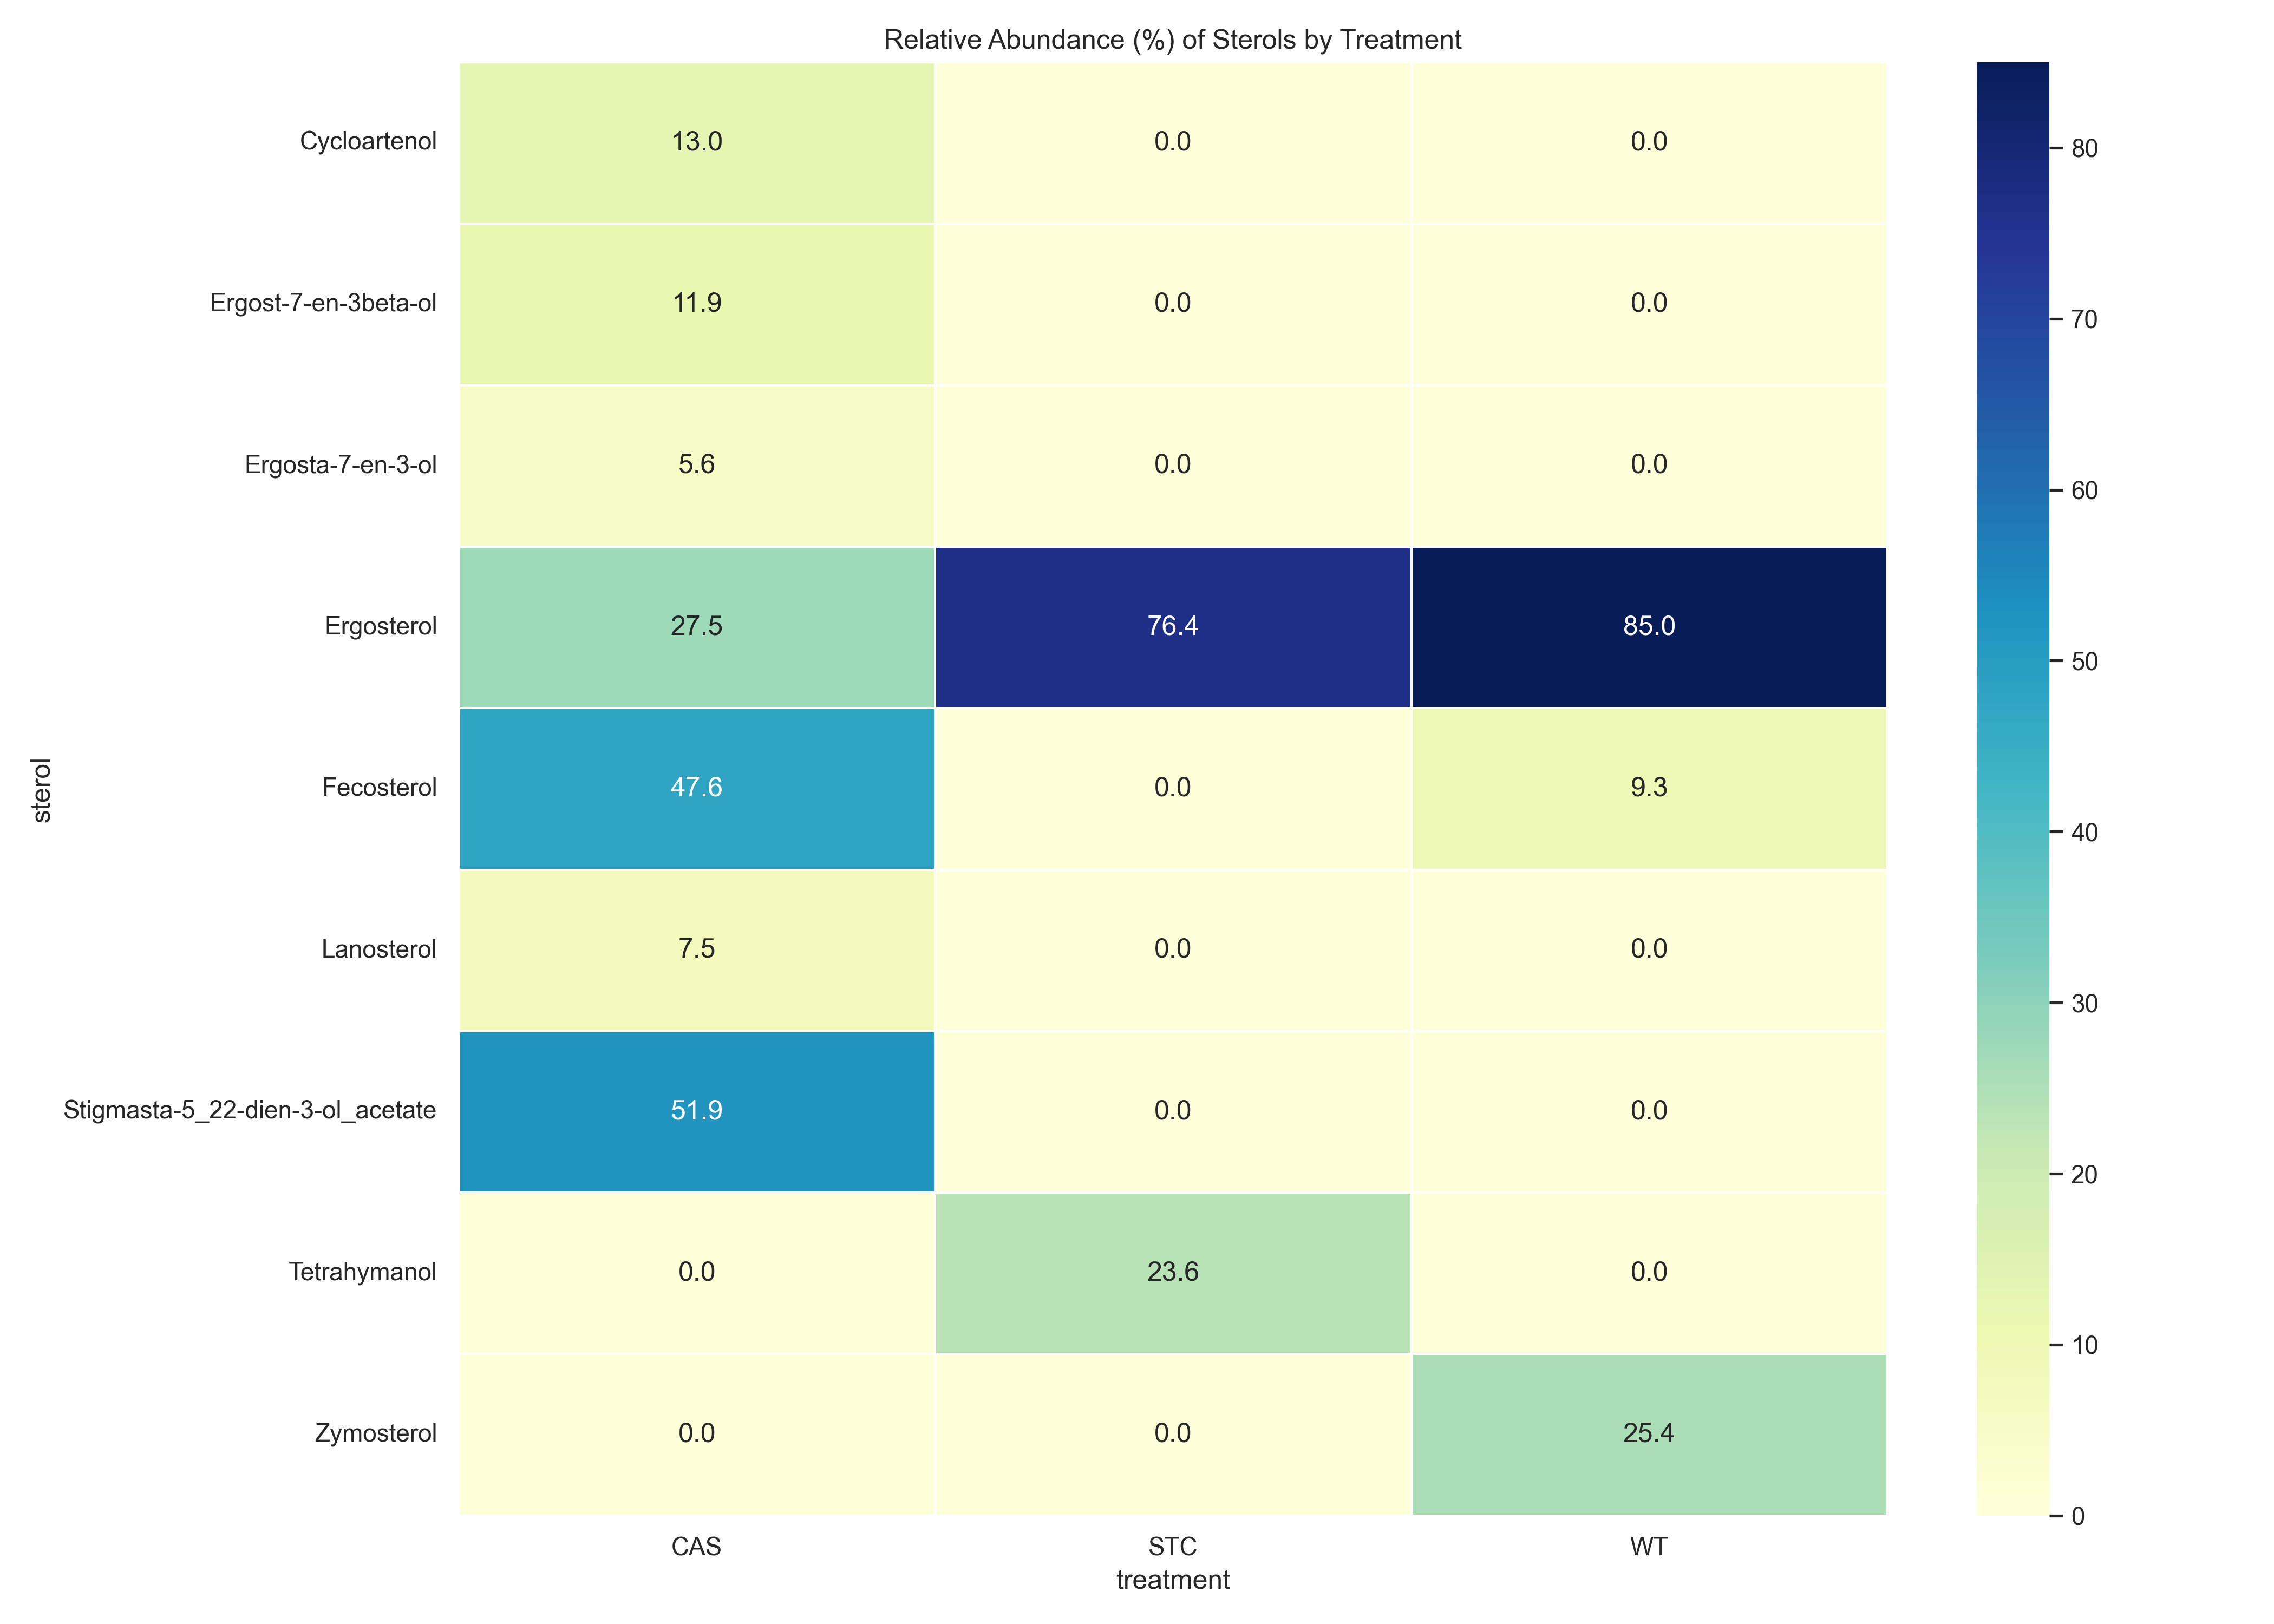 Relative Abundance (%) of Sterols by Treatment
Cycloartenol 13.0 0.0 0.0
Ergost-7-en-3beta-ol 11.9 0.0 0.0
Ergosta-7-en-3-ol 5.6 0.0 0.0
Ergosterol 27.5 76.4 85.0
Fecosterol 47.6 0.0 9.3
Lanosterol 7.5 0.0 0.0
Stigmasta-5_22-dien-3-ol_acetate 51.9 0.0 0.0
Tetrahymanol 0.0 23.6 0.0
Zymosterol 0.0 0.0 25.4
CAS STC WT
treatment
sterol
80
70
60
50
40
30
20
10
0